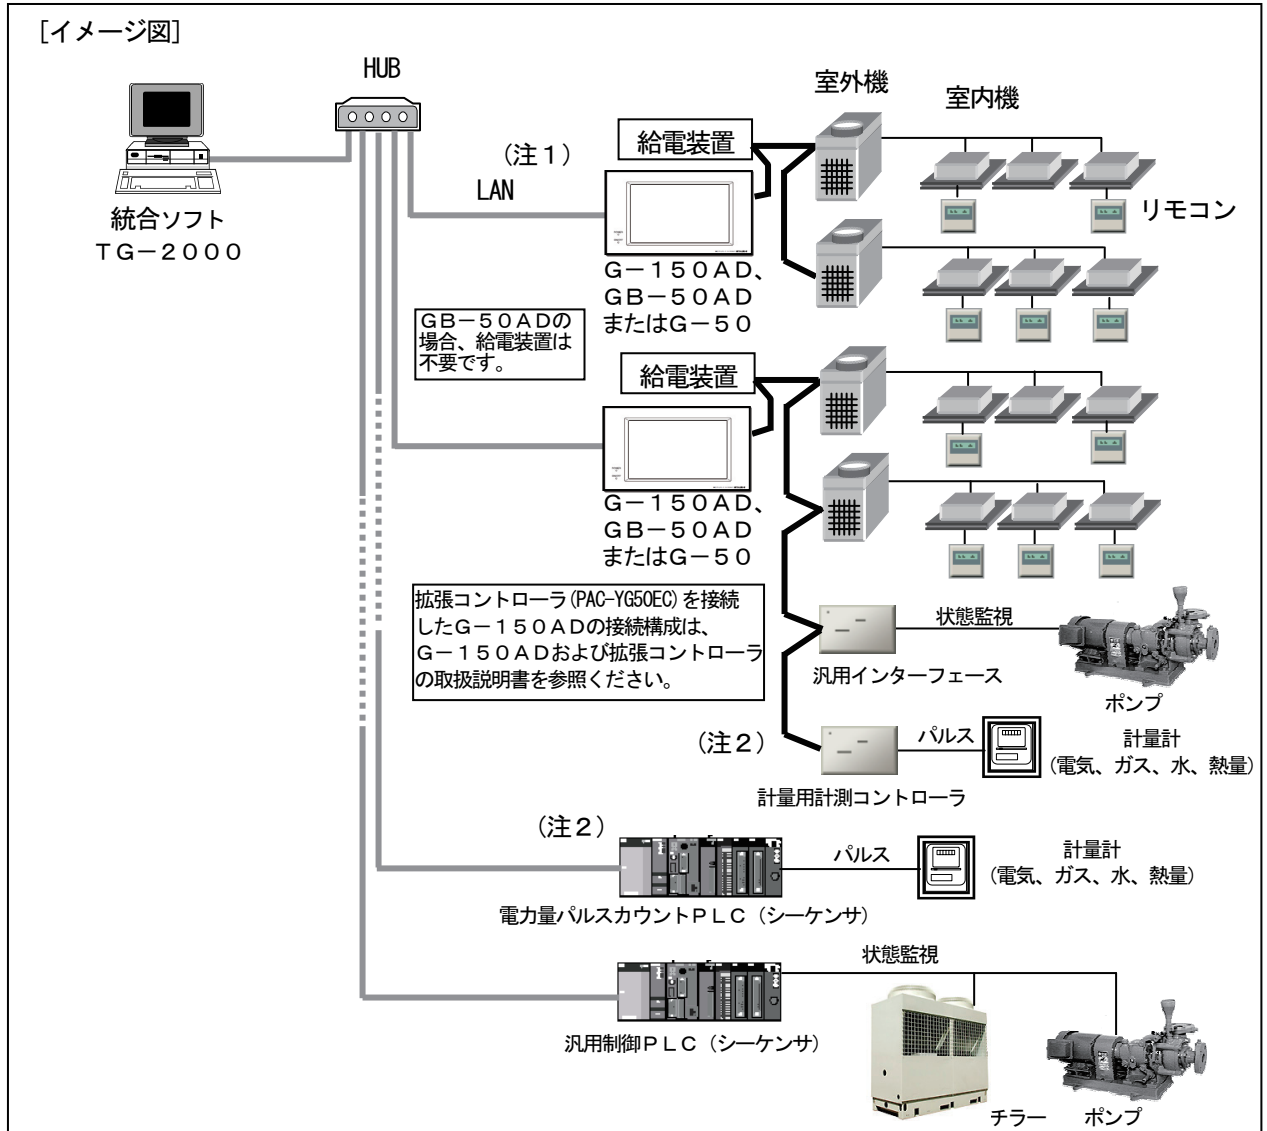 ［イメージ図］
HUB
室外機
室内機
（注１）
給電装置
LAN
リモコン
統合ソフト
ＴＧ－２０００
Ｇ－１５０ＡＤ、
ＧＢ－５０ＡＤ
またはＧ－５０
ＧＢ－５０ＡＤの
場合、給電装置は
不要です。
給電装置
Ｇ－１５０ＡＤ、
ＧＢ－５０ＡＤ
またはＧ－５０
拡張コントローラ(PAC-YG50EC)を接続
したＧ－１５０ＡＤの接続構成は、
Ｇ－１５０ＡＤおよび拡張コントローラ
の取扱説明書を参照ください。
状態監視
汎用インターフェース
ポンプ
（注２）
パルス
計量計
（電気、ガス、水、熱量）
計量用計測コントローラ
（注２）
パルス
計量計
（電気、ガス、水、熱量）
電力量パルスカウントＰＬＣ（シーケンサ）
状態監視
汎用制御ＰＬＣ（シーケンサ）
チラー
ポンプ